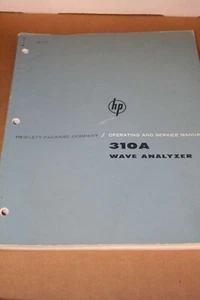 hp
HEWLETT-PACKARD COMPANY / OPERATING AND SERVICE MANUAL
310A
WAVE ANALYZER